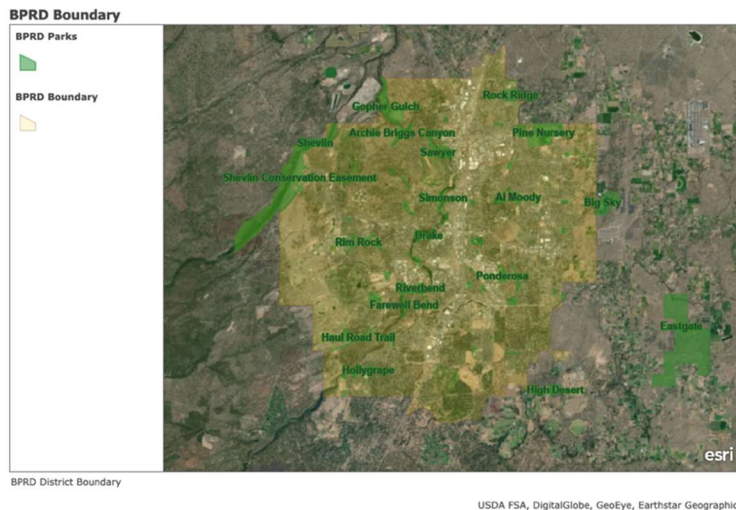 BPRD Boundary
BPRD Parks
BPRD Boundary
Gopher Gulch
Rock Ridge
Archie Briggs Canyon
Pine Nursery
Shevlin
Sawyer
Shevlin Conservation Easement
Simonson
Al Moody
Big Sky
Drake
Rim Rock
Ponderosa
Riverbend
Farewell Bend
Eastgate
Haul Road Trail
Hollygrape
High Desert
esri
BPRD District Boundary
USDA FSA, DigitalGlobe, GeoEye, Earthstar Geographic